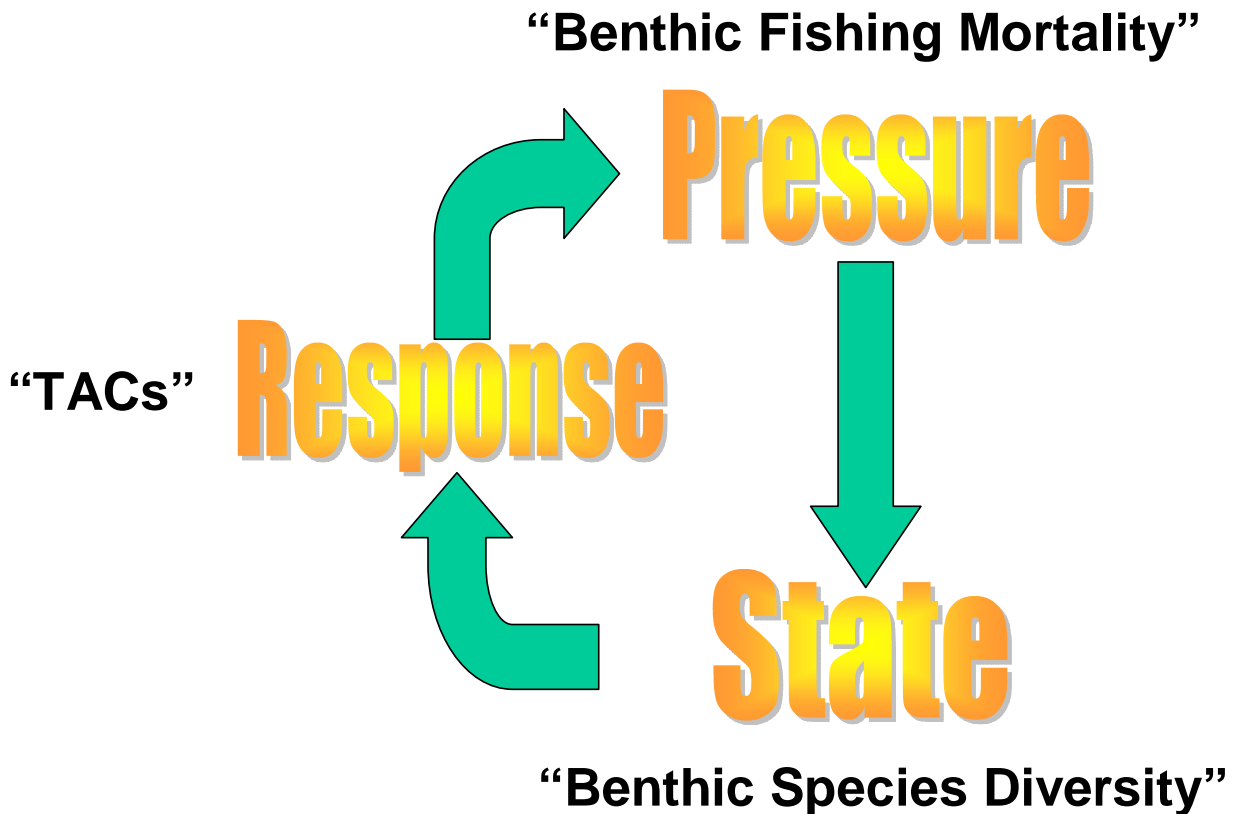 “Benthic Fishing Mortality”
Pressure
“TACs” Response
State
“Benthic Species Diversity”